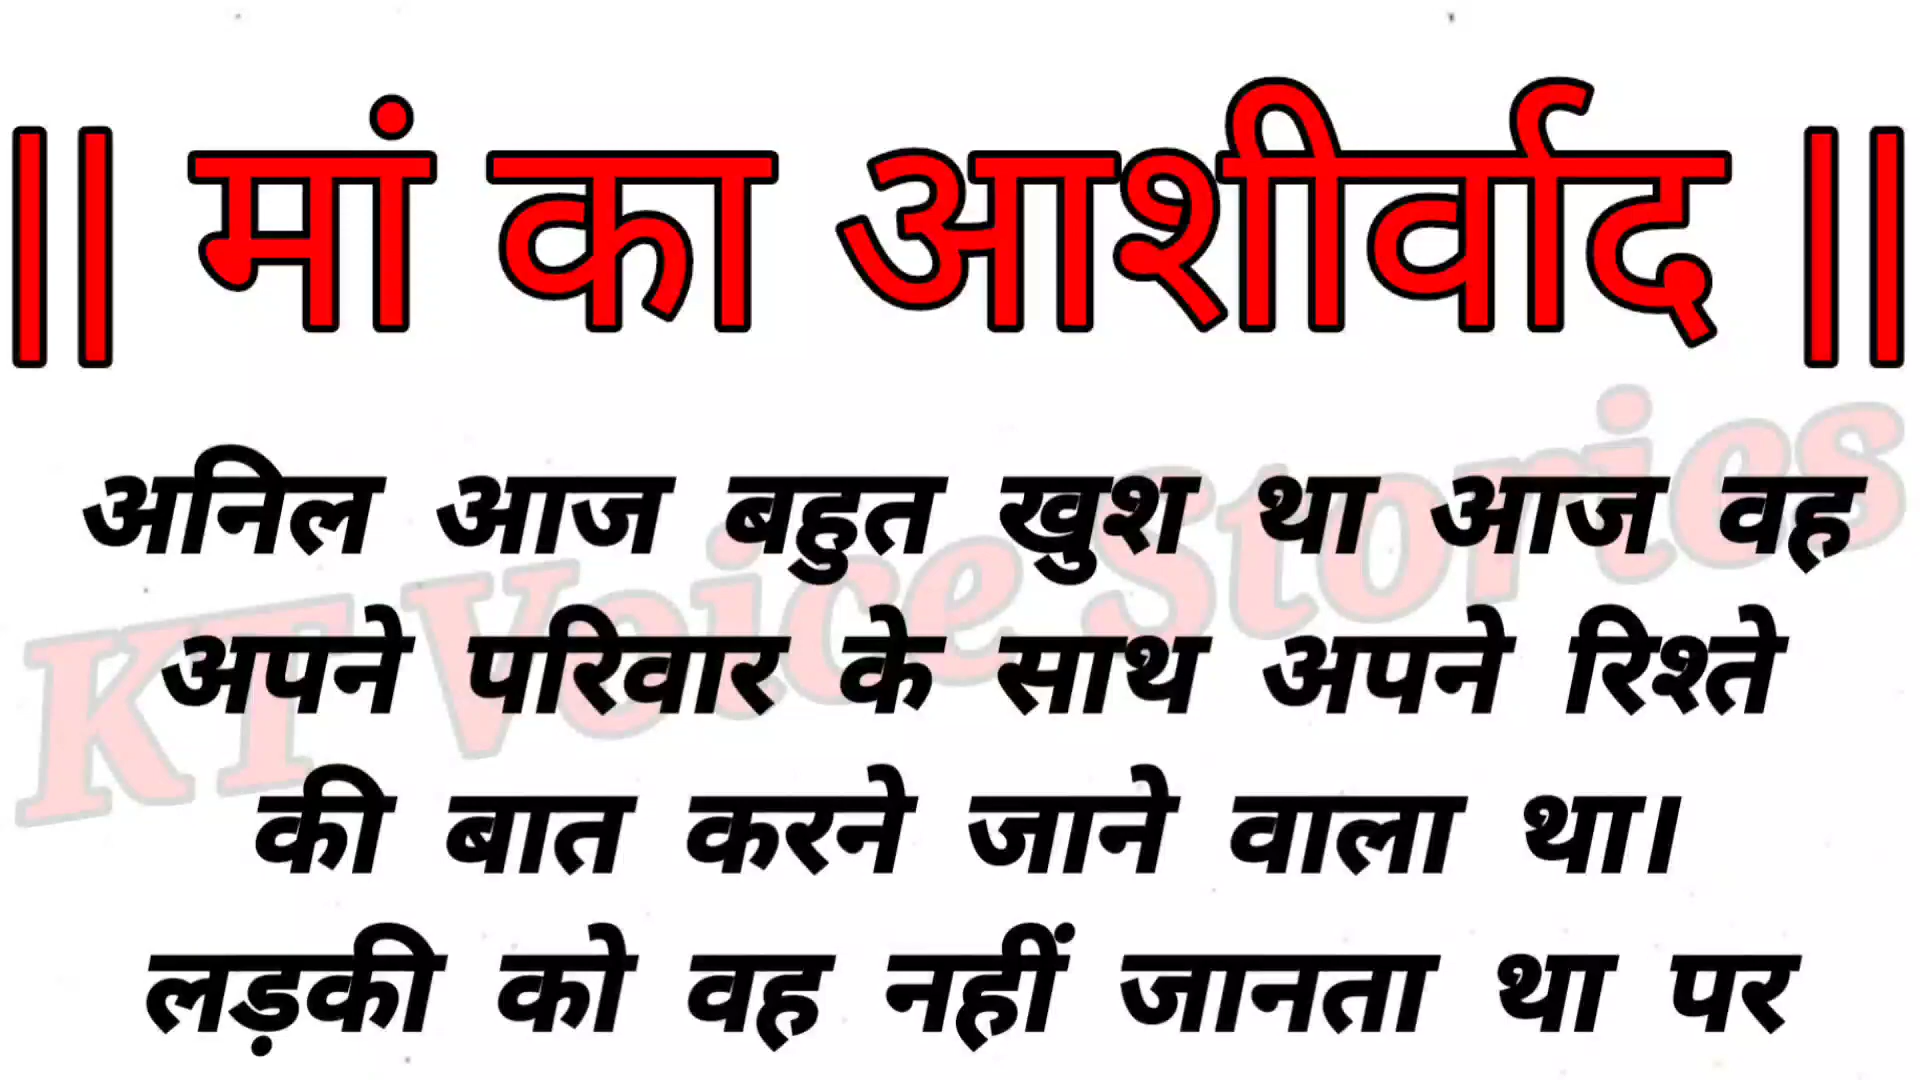 || मां का आशीर्वाद ||
अनिल आज बहुत खुश था आज वह
अपने परिवार के साथ अपने रिश्ते
की बात करने जाने वाला था।
लड़की को वह नहीं जानता था पर
KT Voice Stories